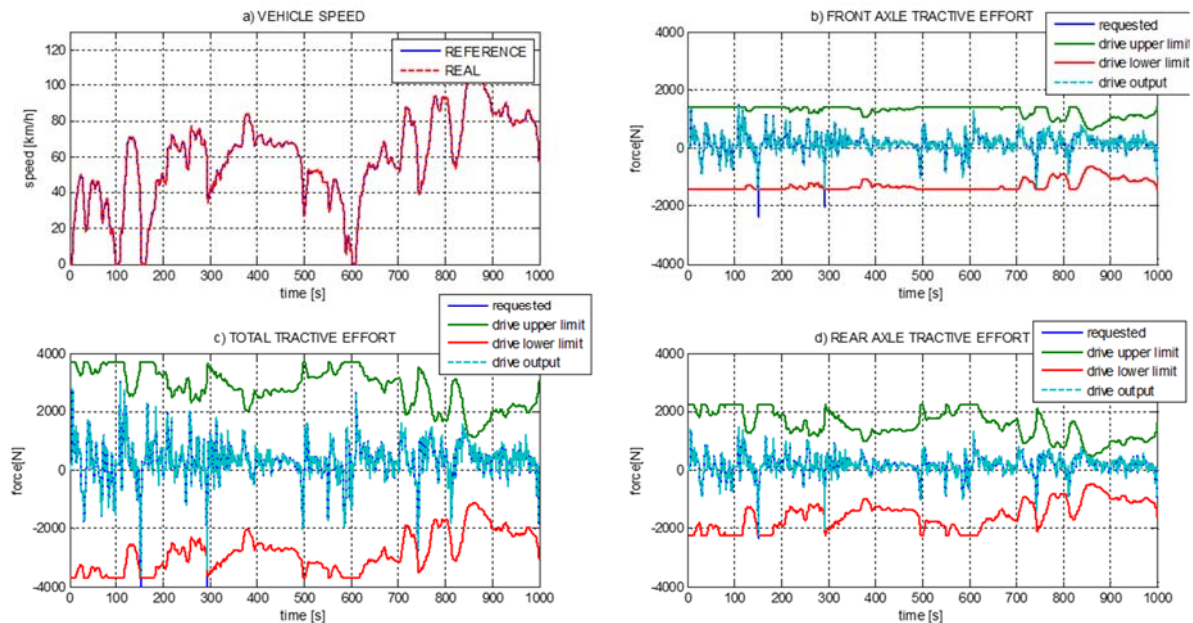 a) VEHICLE SPEED
120
100
80
60
40
20
0
speed [km/h]
REFERENCE
REAL
0 100 200 300 400 500 600 700 800 900 1000
time [s]
b) FRONT AXLE TRACTIVE EFFORT
4000
2000
0
-2000
-4000
force[N]
requested
drive upper limit
drive lower limit
drive output
0 100 200 300 400 500 600 700 800 900 1000
time [s]
c) TOTAL TRACTIVE EFFORT
4000
2000
0
-2000
-4000
force[N]
requested
drive upper limit
drive lower limit
drive output
0 100 200 300 400 500 600 700 800 900 1000
time [s]
d) REAR AXLE TRACTIVE EFFORT
4000
2000
0
-2000
-4000
force[N]
requested
drive upper limit
drive lower limit
drive output
0 100 200 300 400 500 600 700 800 900 1000
time [s]